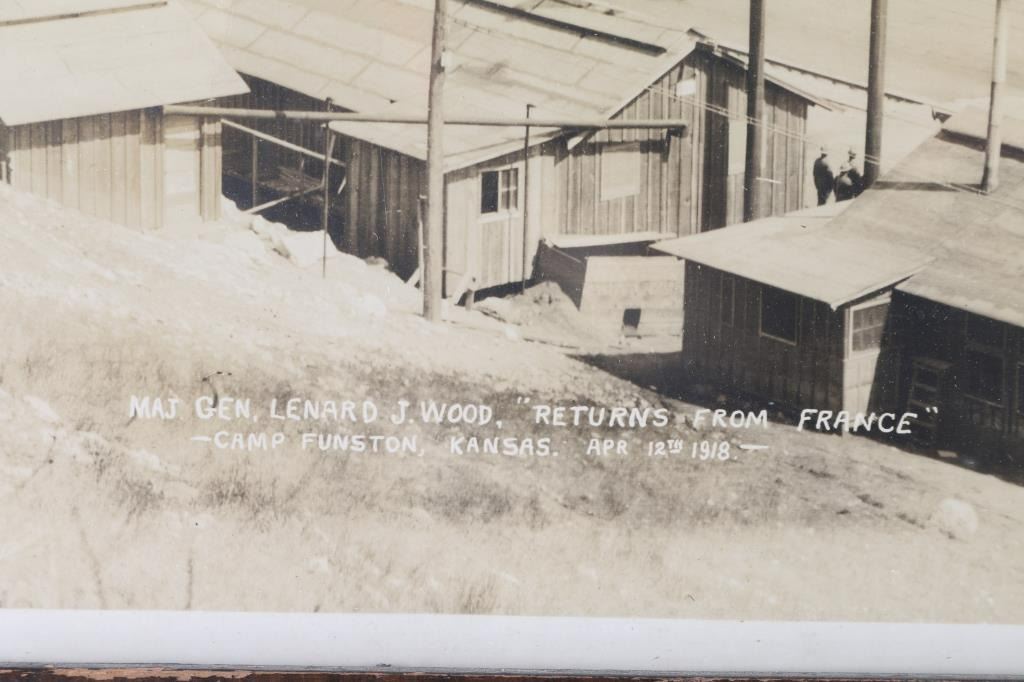 MAJ GEN, LENARD J. WOOD, "RETURNS FROM FRANCE"
—CAMP FUNSTON, KANSAS. APR 12TH 1918.—